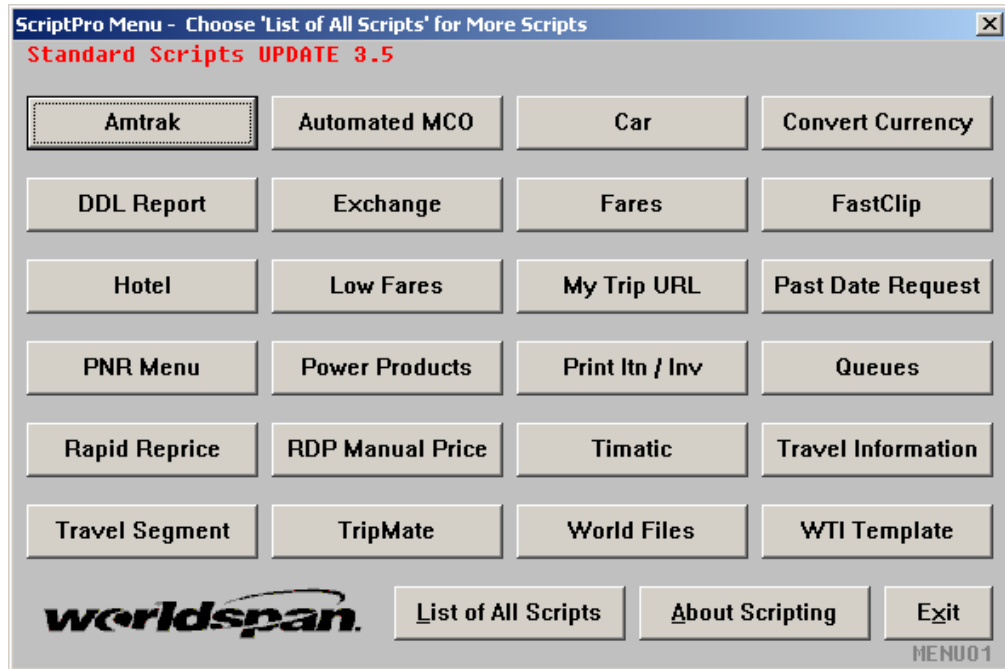 ScriptPro Menu - Choose 'List of All Scripts' for More Scripts
Standard Scripts UPDATE 3.5
Amtrak Automated MCO Car Convert Currency
DDL Report Exchange Fares FastClip
Hotel Low Fares My Trip URL Past Date Request
PNR Menu Power Products Print Itn / Inv Queues
Rapid Reprice RDP Manual Price Timatic Travel Information
Travel Segment TripMate World Files WTI Template
worldspan. List of All Scripts About Scripting Exit
MENU01